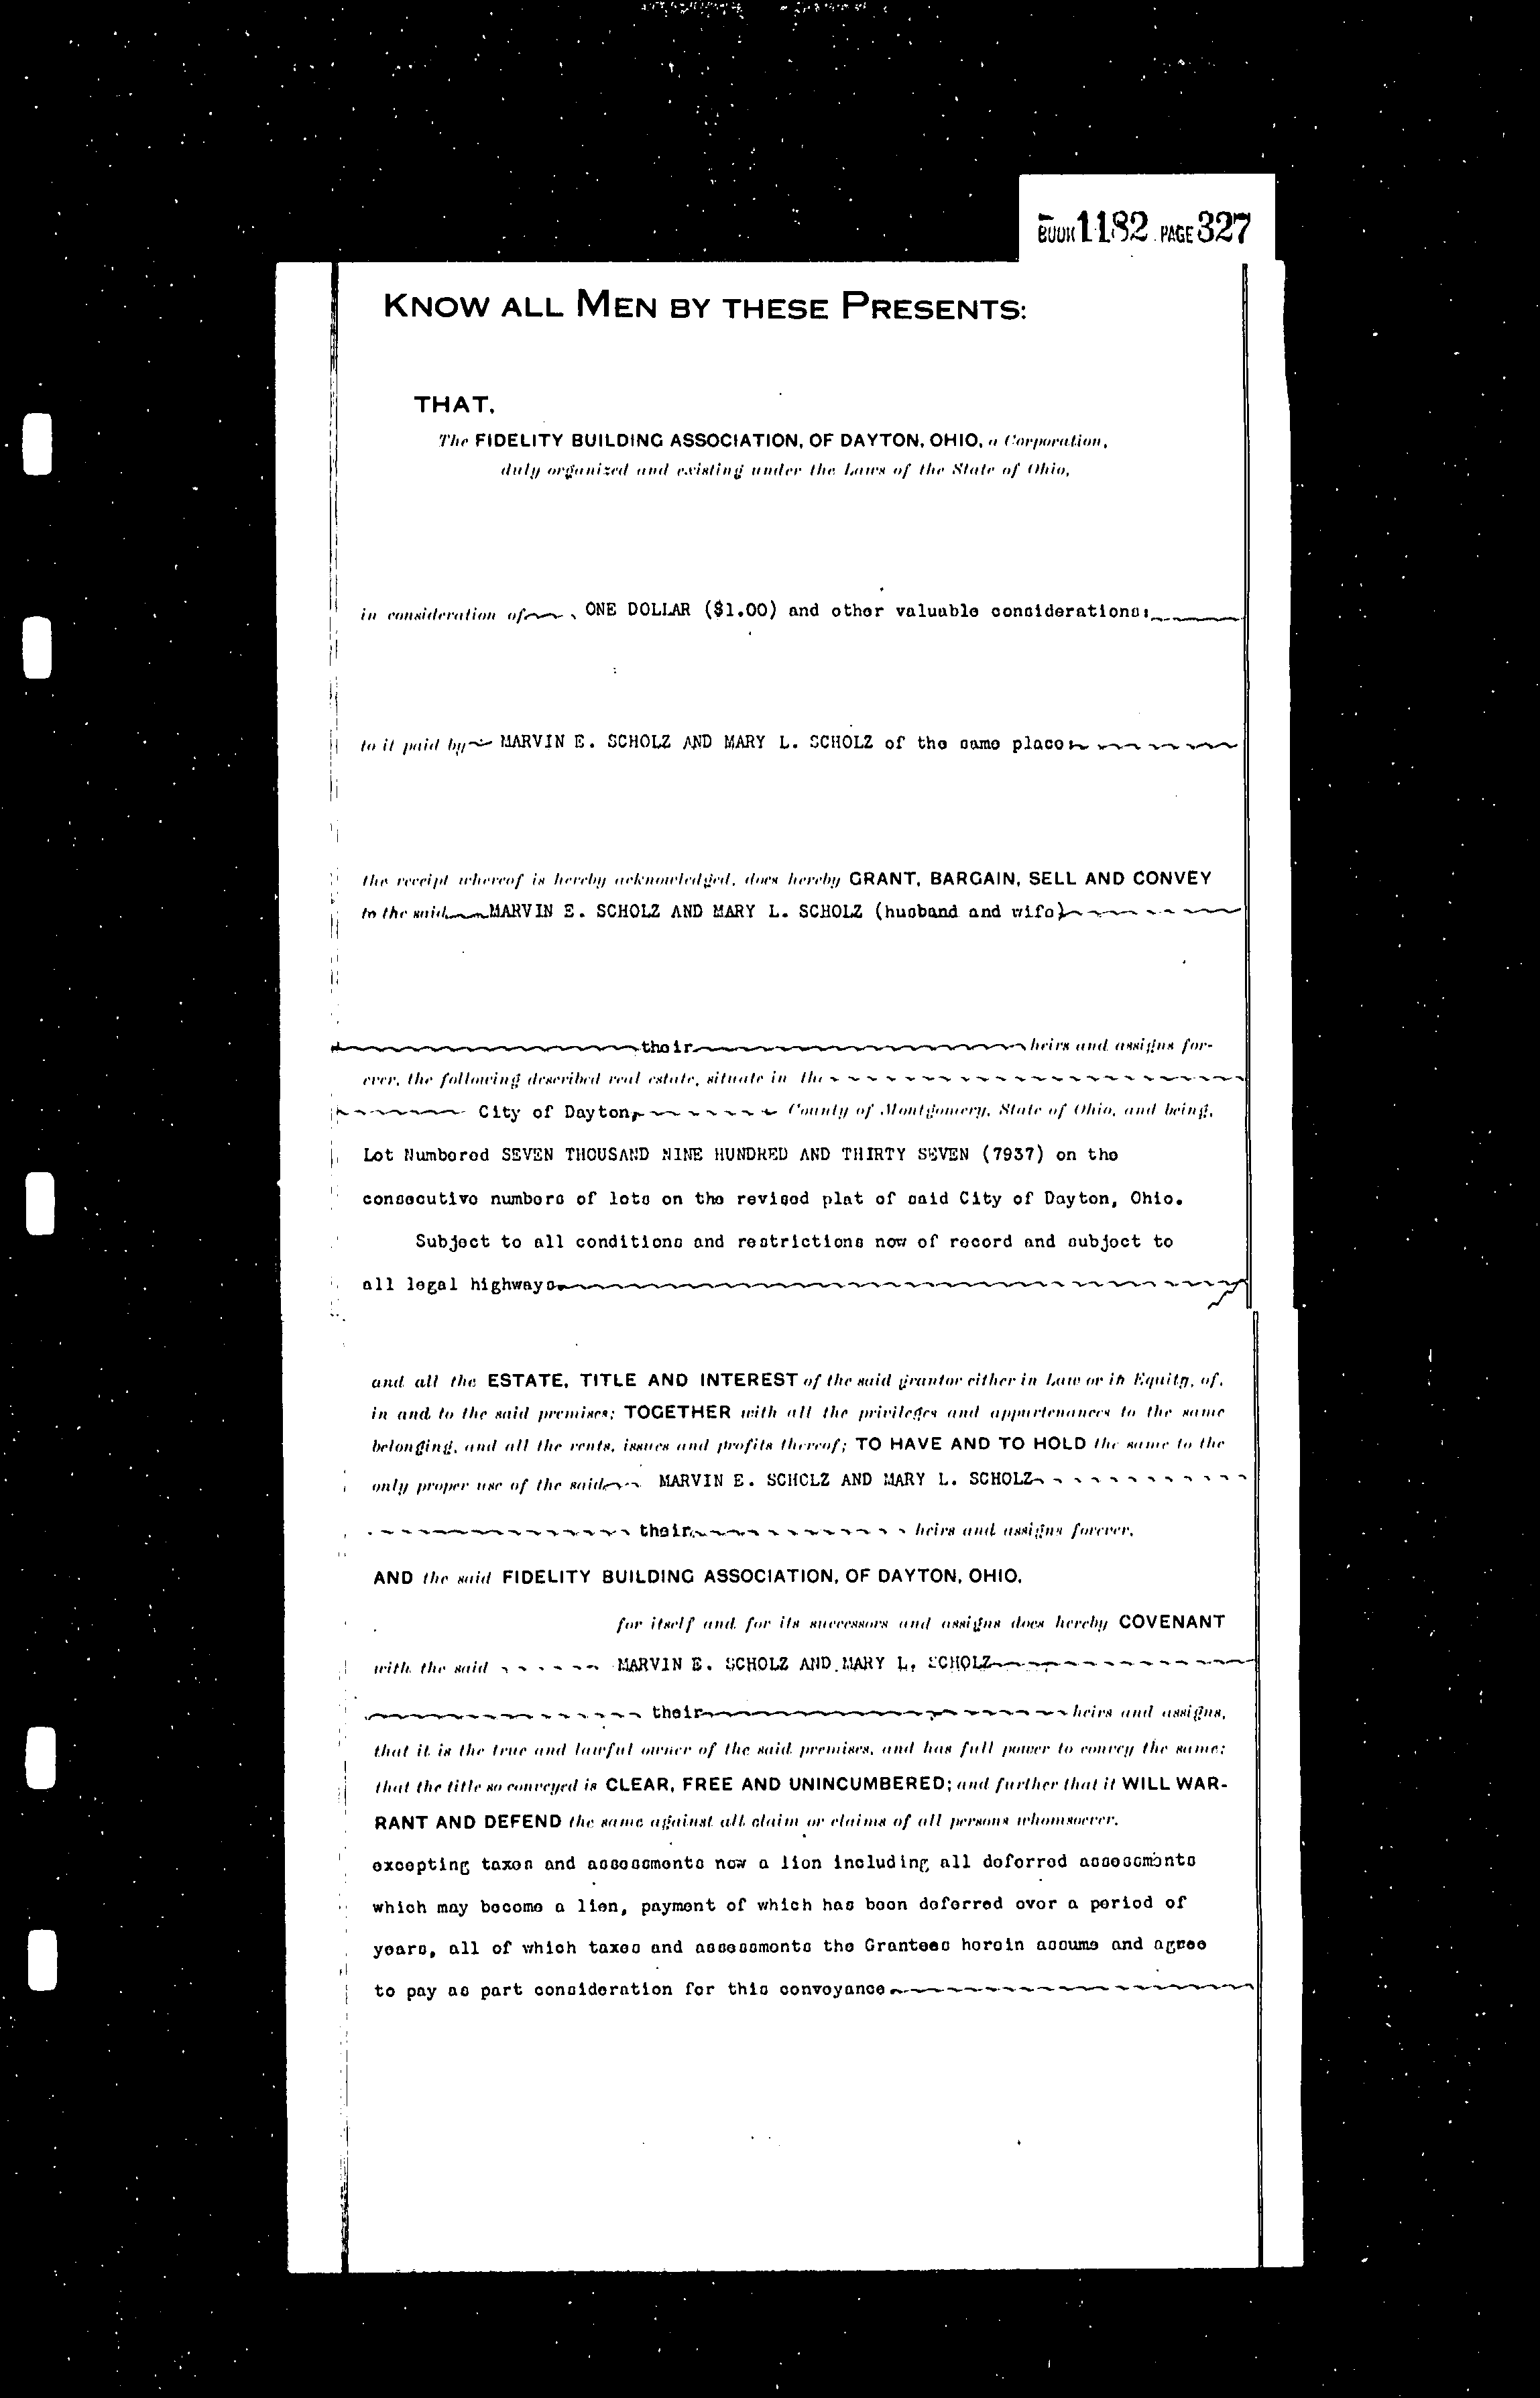 BOOK 1182 PAGE 327
KNOW ALL MEN BY THESE PRESENTS:
THAT,
The FIDELITY BUILDING ASSOCIATION, OF DAYTON, OHIO, a Corporation,
duly organized and existing under the Laws of the State of Ohio,
in consideration of ONE DOLLAR ($1.00) and other valuable considerations:
to it paid by MARVIN E. SCHOLZ AND MARY L. SCHOLZ of the same place:
the receipt whereof is hereby acknowledged, does hereby GRANT, BARGAIN, SELL AND CONVEY
to the said MARVIN E. SCHOLZ AND MARY L. SCHOLZ (husband and wife)
their heirs and assigns for-
ever, the following described real estate, situate in the
City of Dayton, County of Montgomery, State of Ohio, and being,
Lot Numbered SEVEN THOUSAND NINE HUNDRED AND THIRTY SEVEN (7937) on the
consecutive numbers of lots on the revised plat of said City of Dayton, Ohio.
Subject to all conditions and restrictions now of record and subject to
all legal highways.
and all the ESTATE, TITLE AND INTEREST of the said grantor either in Law or in Equity, of,
in and to the said premises; TOGETHER with all the privileges and appurtenances to the same
belonging, and all the rents, issues and profits thereof; TO HAVE AND TO HOLD the same to the
only proper use of the said MARVIN E. SCHOLZ AND MARY L. SCHOLZ
their heirs and assigns forever,
AND the said FIDELITY BUILDING ASSOCIATION, OF DAYTON, OHIO,
for itself and for its successors and assigns does hereby COVENANT
with the said MARVIN E. SCHOLZ AND MARY L. SCHOLZ
their heirs and assigns,
that it is the true and lawful owner of the said premises, and has full power to convey the same;
that the title so conveyed is CLEAR, FREE AND UNINCUMBERED; and further that it WILL WAR-
RANT AND DEFEND the same against all claim or claims of all persons whomsoever,
excepting taxes and assessments now a lien including all deferred assessments
which may become a lien, payment of which has been deferred over a period of
years, all of which taxes and assessments the Grantees herein assume and agree
to pay as part consideration for this conveyance